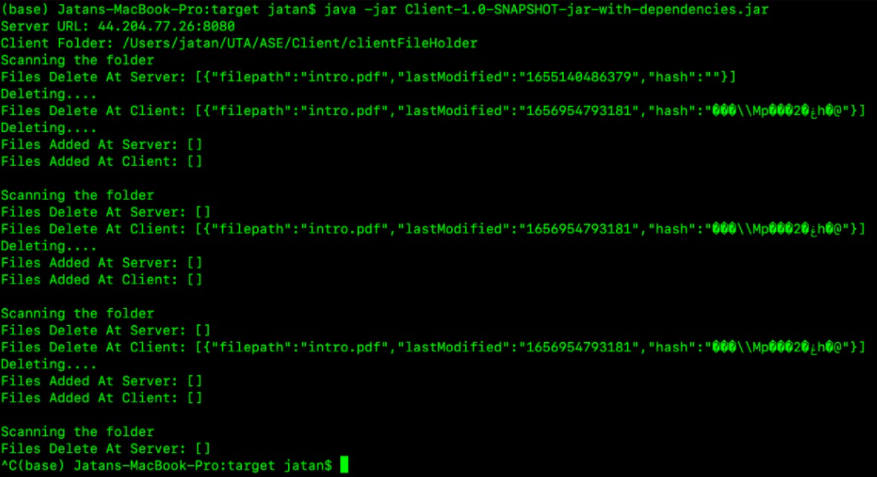 (base) Jatans-MacBook-Pro:target jatan$ java -jar Client-1.0-SNAPSHOT-jar-with-dependencies.jar
Server URL: 44.204.77.26:8080
Client Folder: /Users/jatan/UTA/ASE/Client/clientFileHolder
Scanning the folder
Files Delete At Server: [{"filepath":"intro.pdf","lastModified":"1655140486379","hash":""}]
Deleting....
Files Delete At Client: [{"filepath":"intro.pdf","lastModified":"1656954793181","hash":"���\\Mp���2�ۼh�@"}]
Deleting....
Files Added At Server: []
Files Added At Client: []
Scanning the folder
Files Delete At Server: []
Files Delete At Client: [{"filepath":"intro.pdf","lastModified":"1656954793181","hash":"���\\Mp���2�ۼh�@"}]
Deleting....
Files Added At Server: []
Files Added At Client: []
Scanning the folder
Files Delete At Server: []
Files Delete At Client: [{"filepath":"intro.pdf","lastModified":"1656954793181","hash":"���\\Mp���2�ۼh�@"}]
Deleting....
Files Added At Server: []
Files Added At Client: []
Scanning the folder
Files Delete At Server: []
^C(base) Jatans-MacBook-Pro:target jatan$